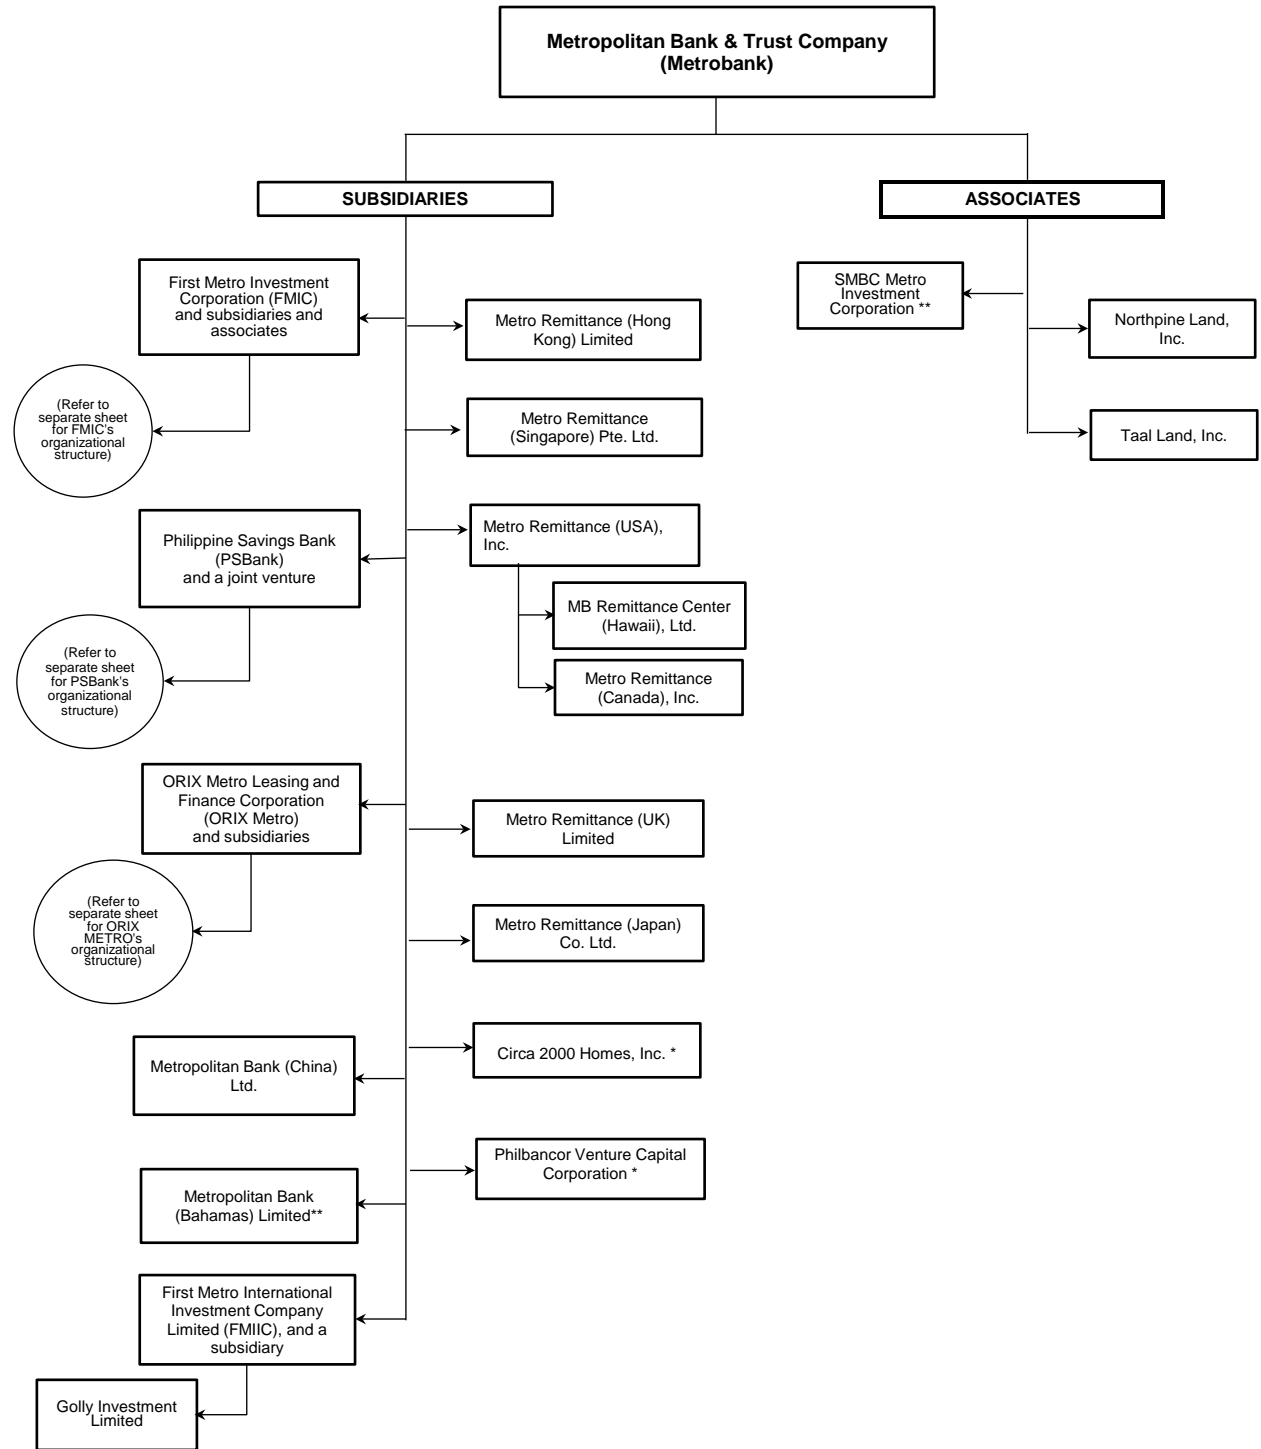 Metropolitan Bank & Trust Company
(Metrobank)
SUBSIDIARIES
ASSOCIATES
First Metro Investment
Corporation (FMIC)
and subsidiaries and
associates
(Refer to
separate sheet
for FMIC's
organizational
structure)
Metro Remittance (Hong
Kong) Limited
Metro Remittance
(Singapore) Pte. Ltd.
SMBC Metro
Investment
Corporation **
Northpine Land,
Inc.
Taal Land, Inc.
Philippine Savings Bank
(PSBank)
and a joint venture
(Refer to
separate sheet
for PSBank's
organizational
structure)
Metro Remittance (USA),
Inc.
MB Remittance Center
(Hawaii), Ltd.
Metro Remittance
(Canada), Inc.
ORIX Metro Leasing and
Finance Corporation
(ORIX Metro)
and subsidiaries
(Refer to
separate sheet
for ORIX
METRO's
organizational
structure)
Metro Remittance (UK)
Limited
Metro Remittance (Japan)
Co. Ltd.
Metropolitan Bank (China)
Ltd.
Circa 2000 Homes, Inc. *
Philbancor Venture Capital
Corporation *
Metropolitan Bank
(Bahamas) Limited**
First Metro International
Investment Company
Limited (FMIIC), and a
subsidiary
Golly Investment
Limited